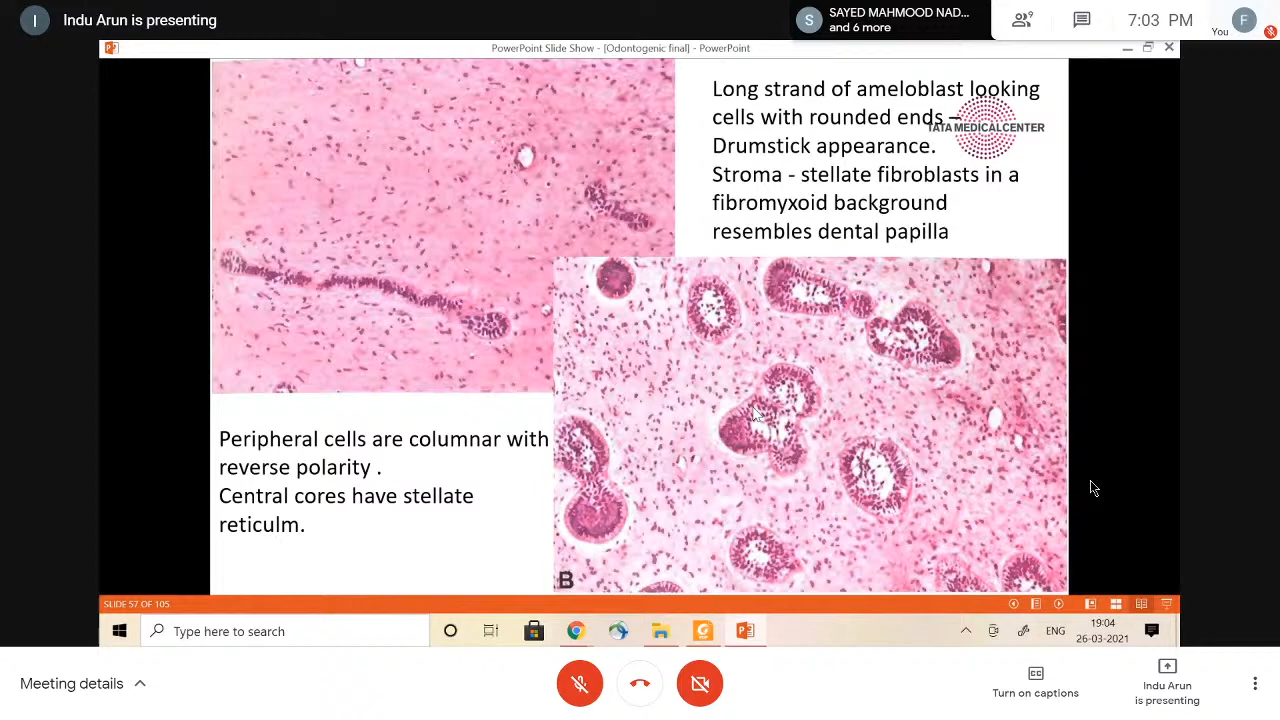 I
Indu Arun is presenting
S
SAYED MAHMOOD NAD...
and 6 more
9
7:03 PM
You
F
PowerPoint Slide Show - [Odontogenic final] - PowerPoint
Long strand of ameloblast looking
cells with rounded ends –
Drumstick appearance.
Stroma - stellate fibroblasts in a
fibromyxoid background
resembles dental papilla
TATA MEDICAL CENTER
Peripheral cells are columnar with
reverse polarity .
Central cores have stellate
reticulm.
B
SLIDE 57 OF 105
Type here to search
ENG
19:04
26-03-2021
Meeting details
CC
Turn on captions
Indu Arun
is presenting